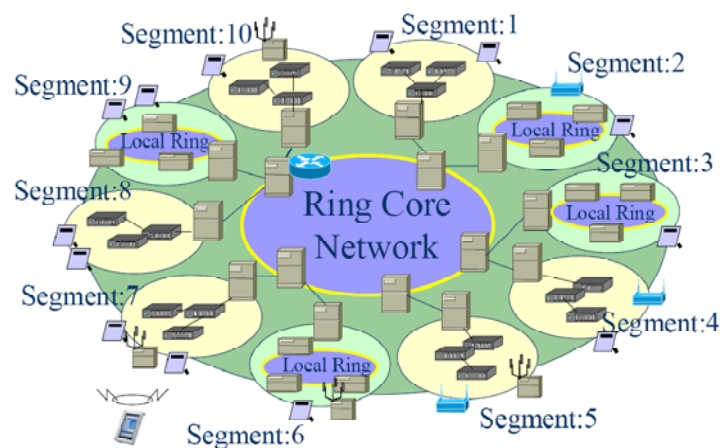 Segment:10
Segment:1
Segment:9
Segment:2
Local Ring
Local Ring
Segment:3
Segment:8
Ring Core
Network
Local Ring
Segment:7
Segment:4
Local Ring
Segment:5
Segment:6